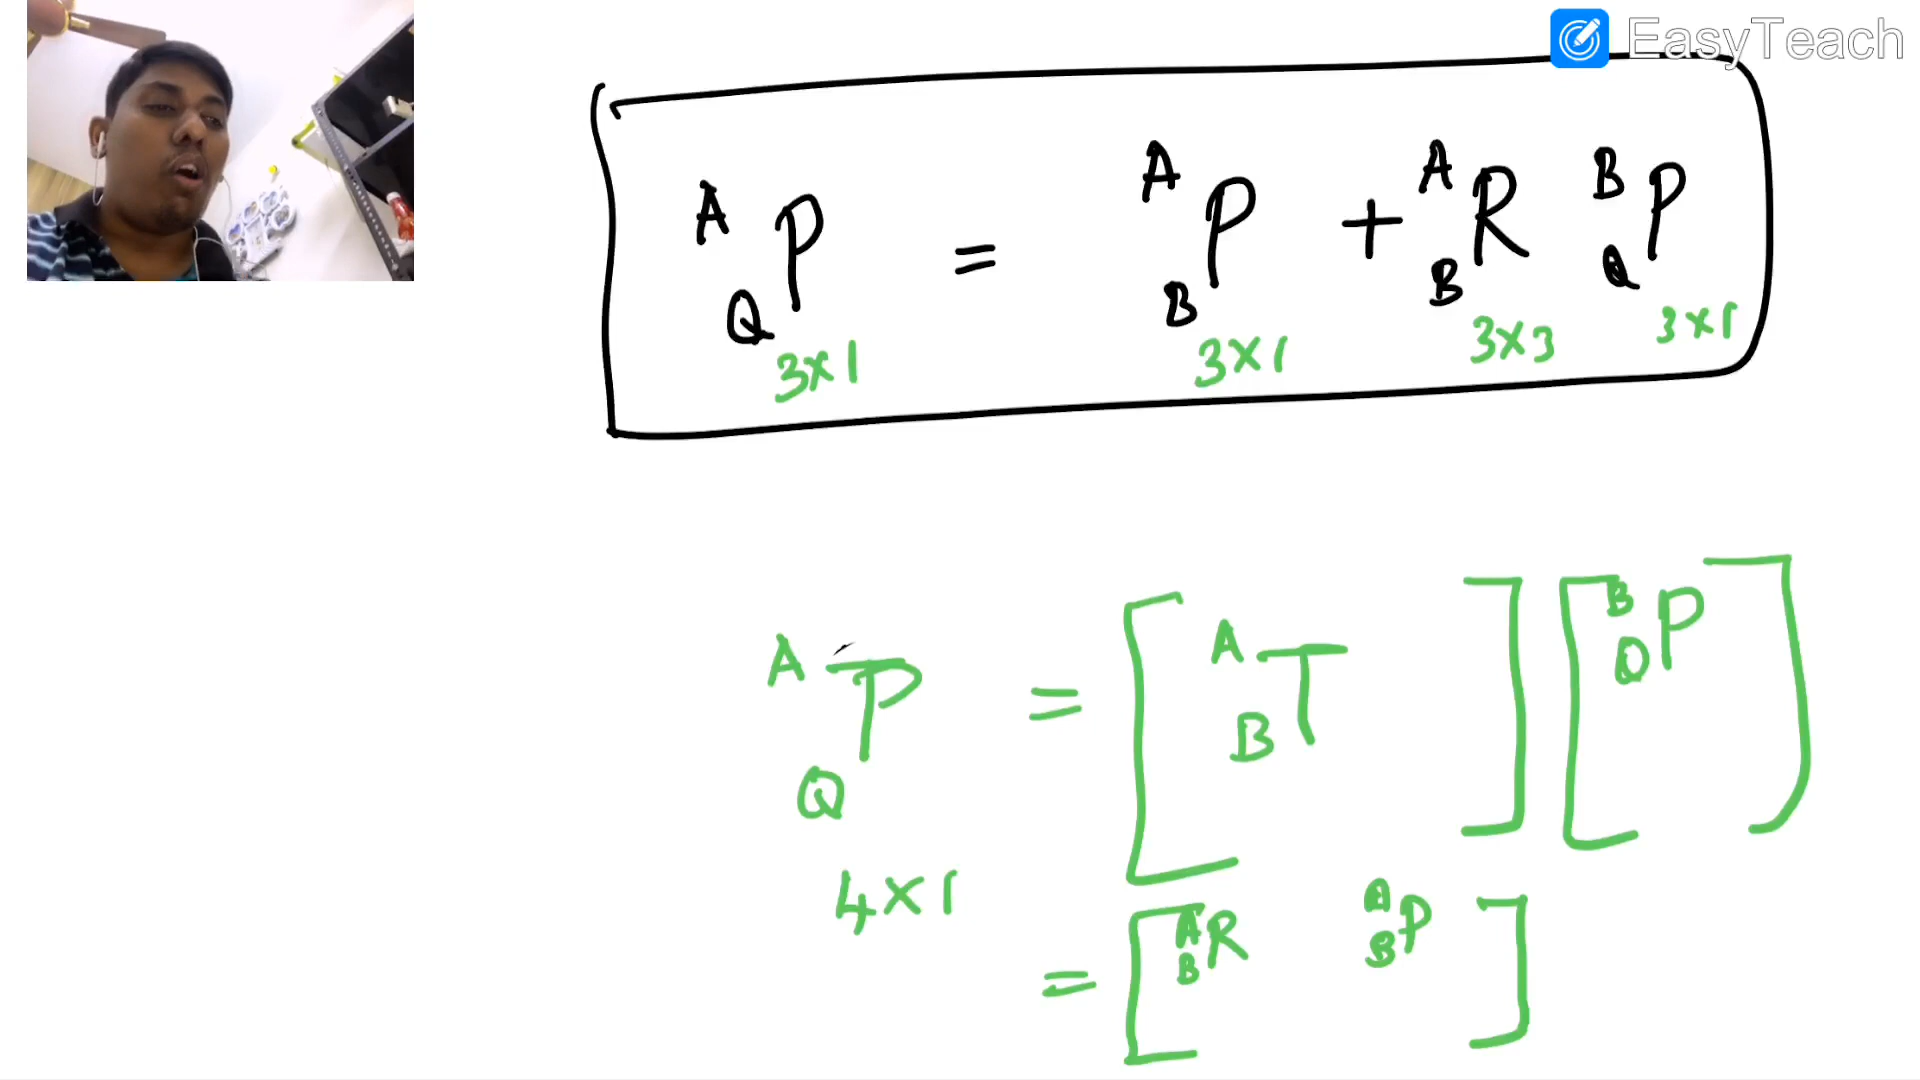 EasyTeach
A Q P = A B P + A B R B Q P
3x1 3x1 3x3 3x1
A Q P = [ A B T ] [ B Q P ]
4x1
= [ A B R A B P ]